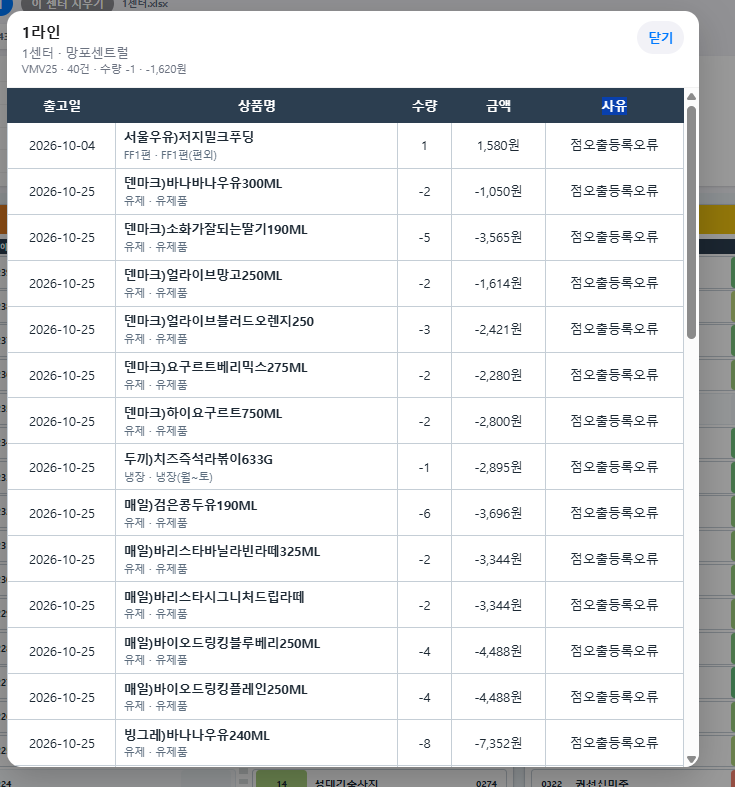 이 센터 지우기
1센터.xlsx
1라인
닫기
1센터 · 망포센트럴
VMV25 · 40건 · 수량 -1 · -1,620원
출고일 상품명 수량 금액 사유
2026-10-04 서울우유)저지밀크푸딩 1 1,580원 점오출등록오류
FF1편 · FF1편(편외)
2026-10-25 덴마크)바나바나우유300ML -2 -1,050원 점오출등록오류
유제 · 유제품
2026-10-25 덴마크)소화가잘되는딸기190ML -5 -3,565원 점오출등록오류
유제 · 유제품
2026-10-25 덴마크)얼라이브망고250ML -2 -1,614원 점오출등록오류
유제 · 유제품
2026-10-25 덴마크)얼라이브블러드오렌지250 -3 -2,421원 점오출등록오류
유제 · 유제품
2026-10-25 덴마크)요구르트베리믹스275ML -2 -2,280원 점오출등록오류
유제 · 유제품
2026-10-25 덴마크)하이요구르트750ML -2 -2,800원 점오출등록오류
유제 · 유제품
2026-10-25 두끼)치즈즉석라볶이633G -1 -2,895원 점오출등록오류
냉장 · 냉장(월~토)
2026-10-25 매일)검은콩두유190ML -6 -3,696원 점오출등록오류
유제 · 유제품
2026-10-25 매일)바리스타바닐라빈라떼325ML -2 -3,344원 점오출등록오류
유제 · 유제품
2026-10-25 매일)바리스타시그니처드립라떼 -2 -3,344원 점오출등록오류
유제 · 유제품
2026-10-25 매일)바이오드링킹블루베리250ML -4 -4,488원 점오출등록오류
유제 · 유제품
2026-10-25 매일)바이오드링킹플레인250ML -4 -4,488원 점오출등록오류
유제 · 유제품
2026-10-25 빙그레)바나나우유240ML -8 -7,352원 점오출등록오류
유제 · 유제품
14 0274 0322